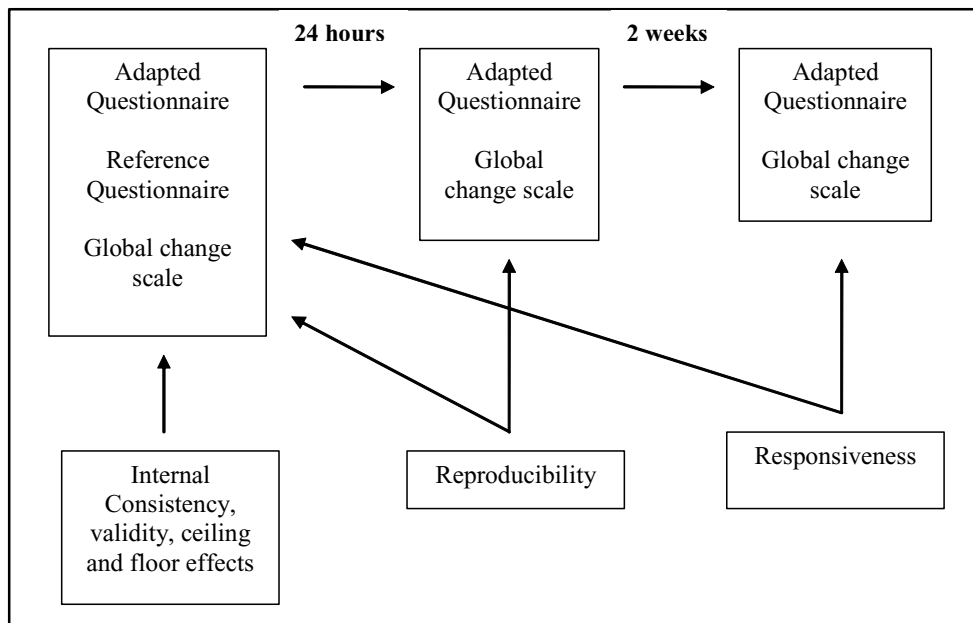 24 hours
2 weeks
Adapted
Questionnaire
Reference
Questionnaire
Global change
scale
Adapted
Questionnaire
Global
change scale
Adapted
Questionnaire
Global change
scale
Internal
Consistency,
validity, ceiling
and floor effects
Reproducibility
Responsiveness